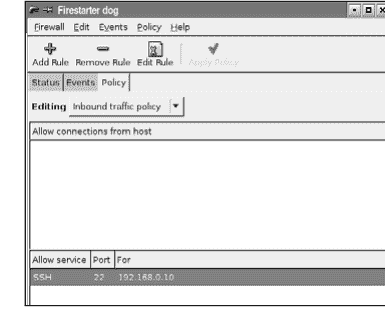 Firestarter dog
Firewall Edit Events Policy Help
Add Rule Remove Rule Edit Rule Apply Policy
Status Events Policy
Editing Inbound traffic policy
Allow connections from host
Allow service Port For
SSH 22 192.168.0.10